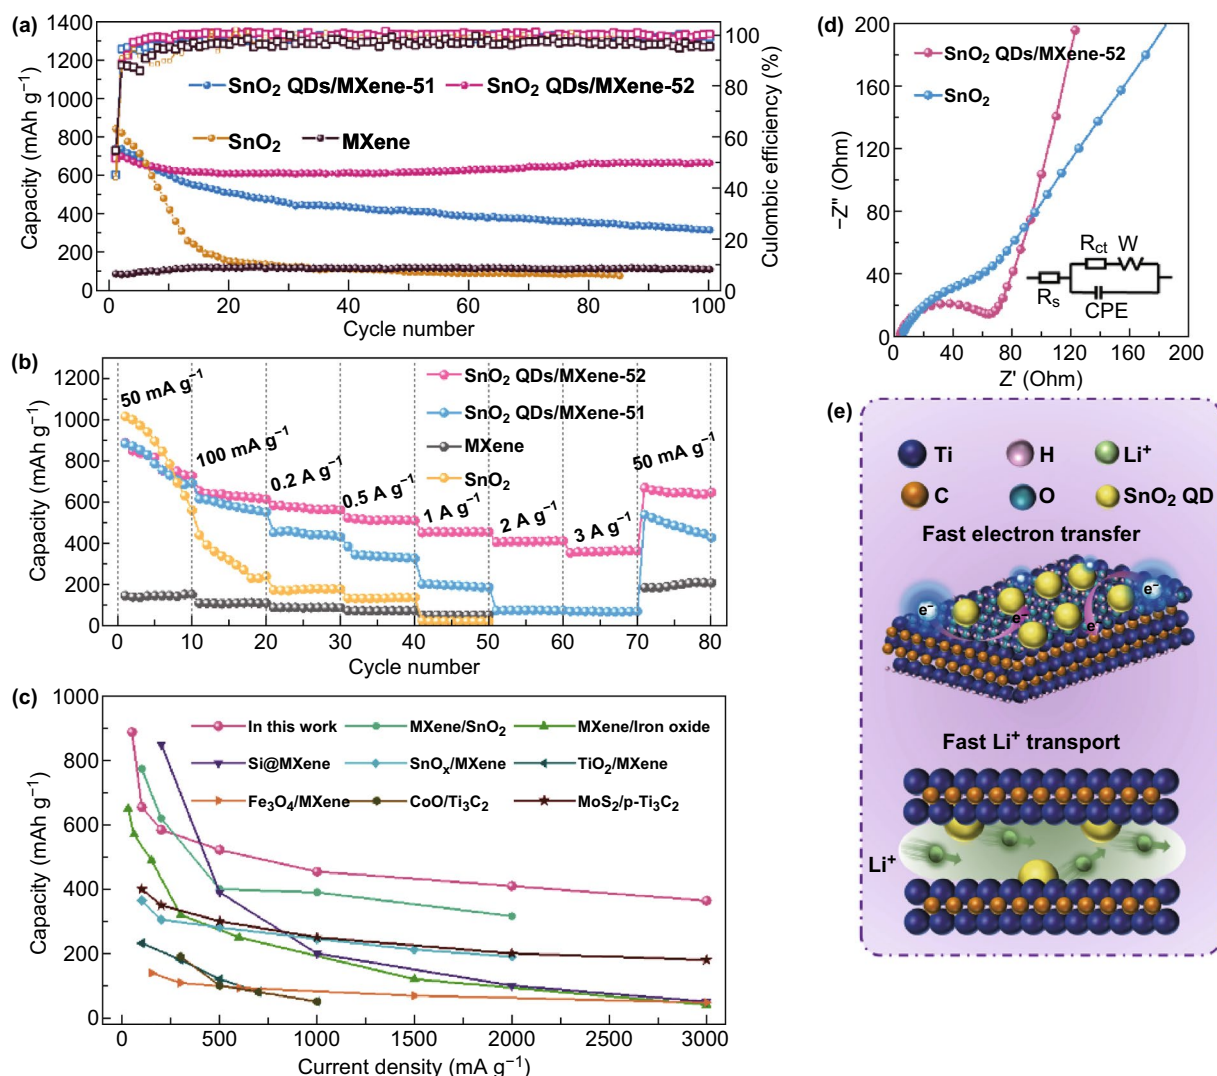 (a)
1400
1300
1200
1000
800
600
400
200
0
Capacity (mAh g⁻¹)
100
80
60
40
20
0
Culombic efficiency (%)
SnO₂ QDs/MXene-51
SnO₂ QDs/MXene-52
SnO₂
MXene
0
20
40
60
80
100
Cycle number
(b)
1200
1000
800
600
400
200
0
Capacity (mAh g⁻¹)
50 mA g⁻¹
100 mA g⁻¹
0.2 A g⁻¹
0.5 A g⁻¹
1 A g⁻¹
2 A g⁻¹
3 A g⁻¹
50 mA g⁻¹
SnO₂ QDs/MXene-52
SnO₂ QDs/MXene-51
MXene
SnO₂
0
10
20
30
40
50
60
70
80
Cycle number
(c)
1000
800
600
400
200
0
Capacity (mAh g⁻¹)
In this work
MXene/SnO₂
MXene/Iron oxide
Si@MXene
SnOₓ/MXene
TiO₂/MXene
Fe₃O₄/MXene
CoO/Ti₃C₂
MoS₂/p-Ti₃C₂
0
500
1000
1500
2000
2500
3000
Current density (mA g⁻¹)
(d)
-200
-160
-120
-80
-40
0
–Z" (Ohm)
SnO₂ QDs/MXene-52
SnO₂
Rₛ
R_ct
W
CPE
0
40
80
120
160
200
Z' (Ohm)
(e)
Ti
H
Li⁺
C
O
SnO₂ QD
Fast electron transfer
e⁻
e⁻
e⁻
e⁻
Fast Li⁺ transport
Li⁺